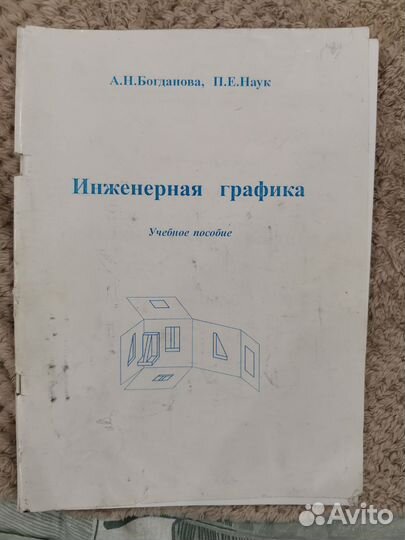 А.Н.Богданова, П.Е.Наук
Инженерная графика
Учебное пособие
Avito